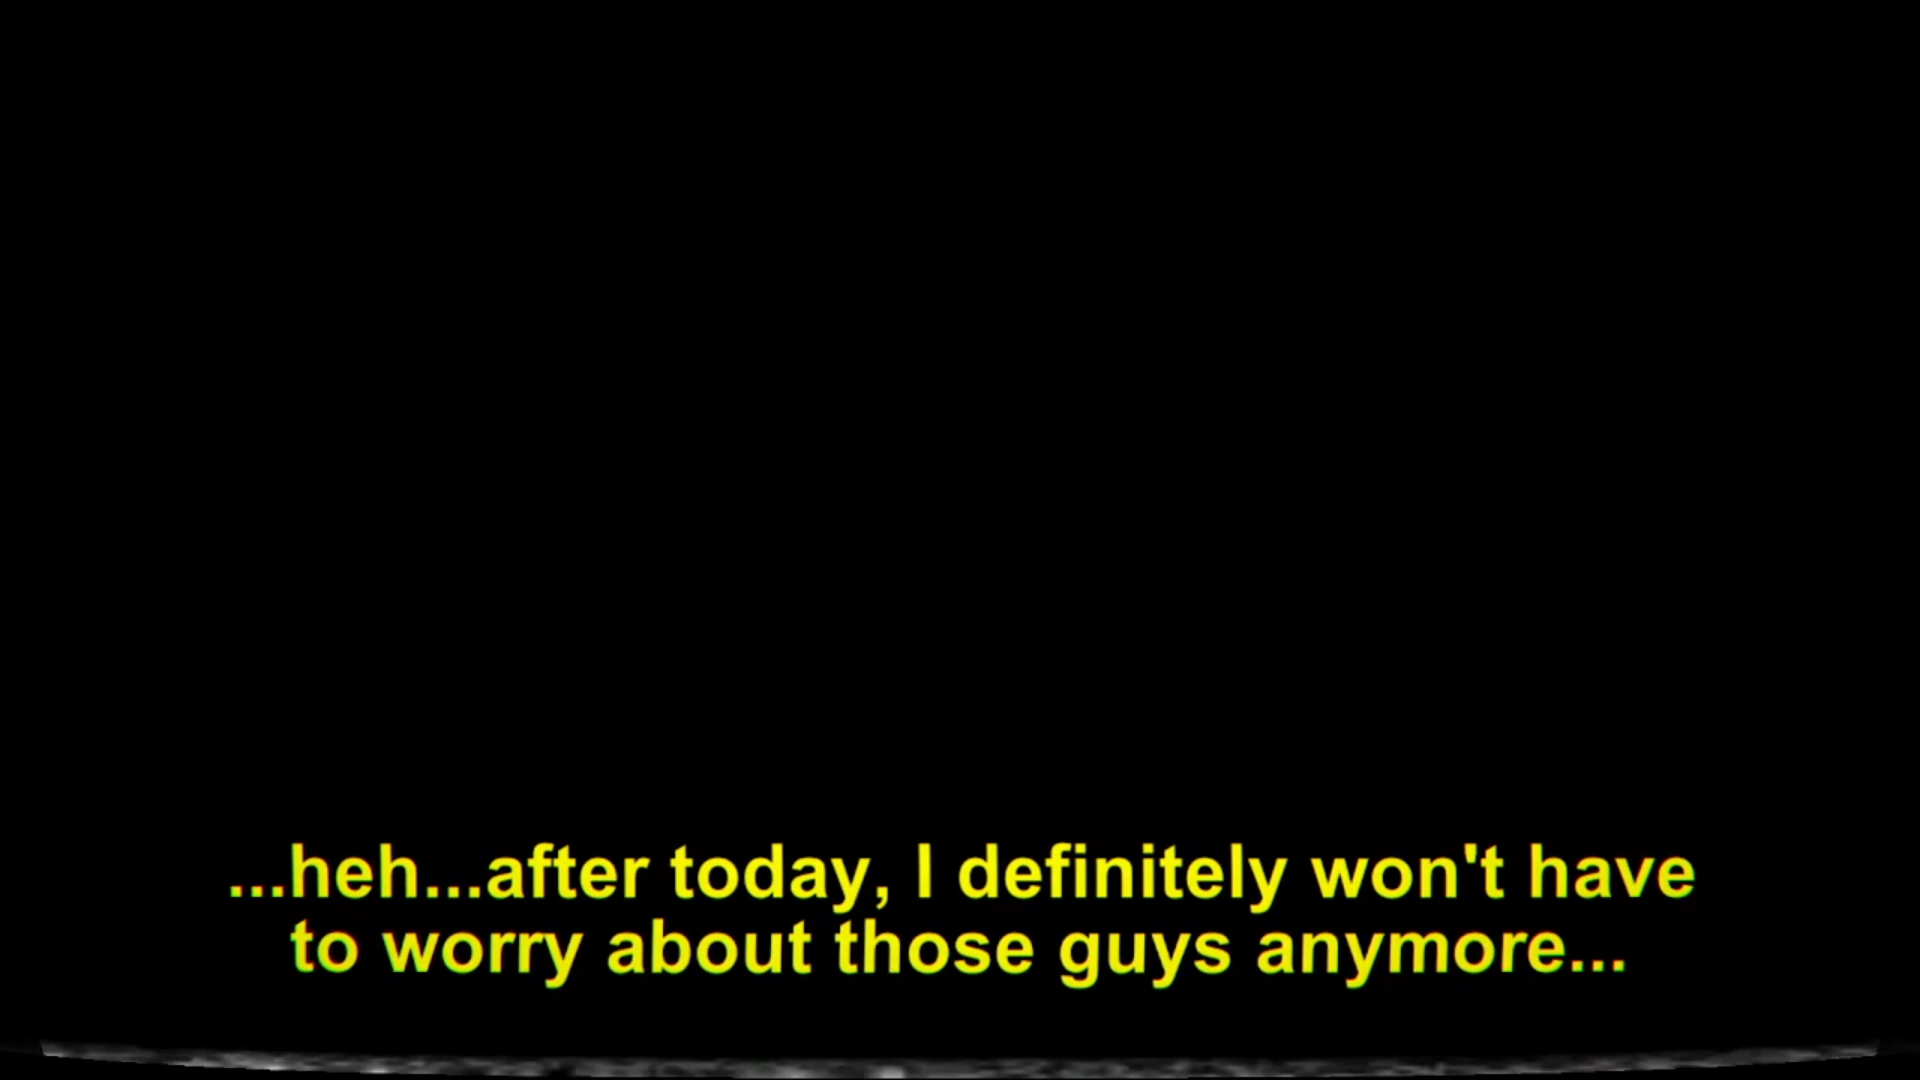 ...heh...after today, I definitely won't have
to worry about those guys anymore...